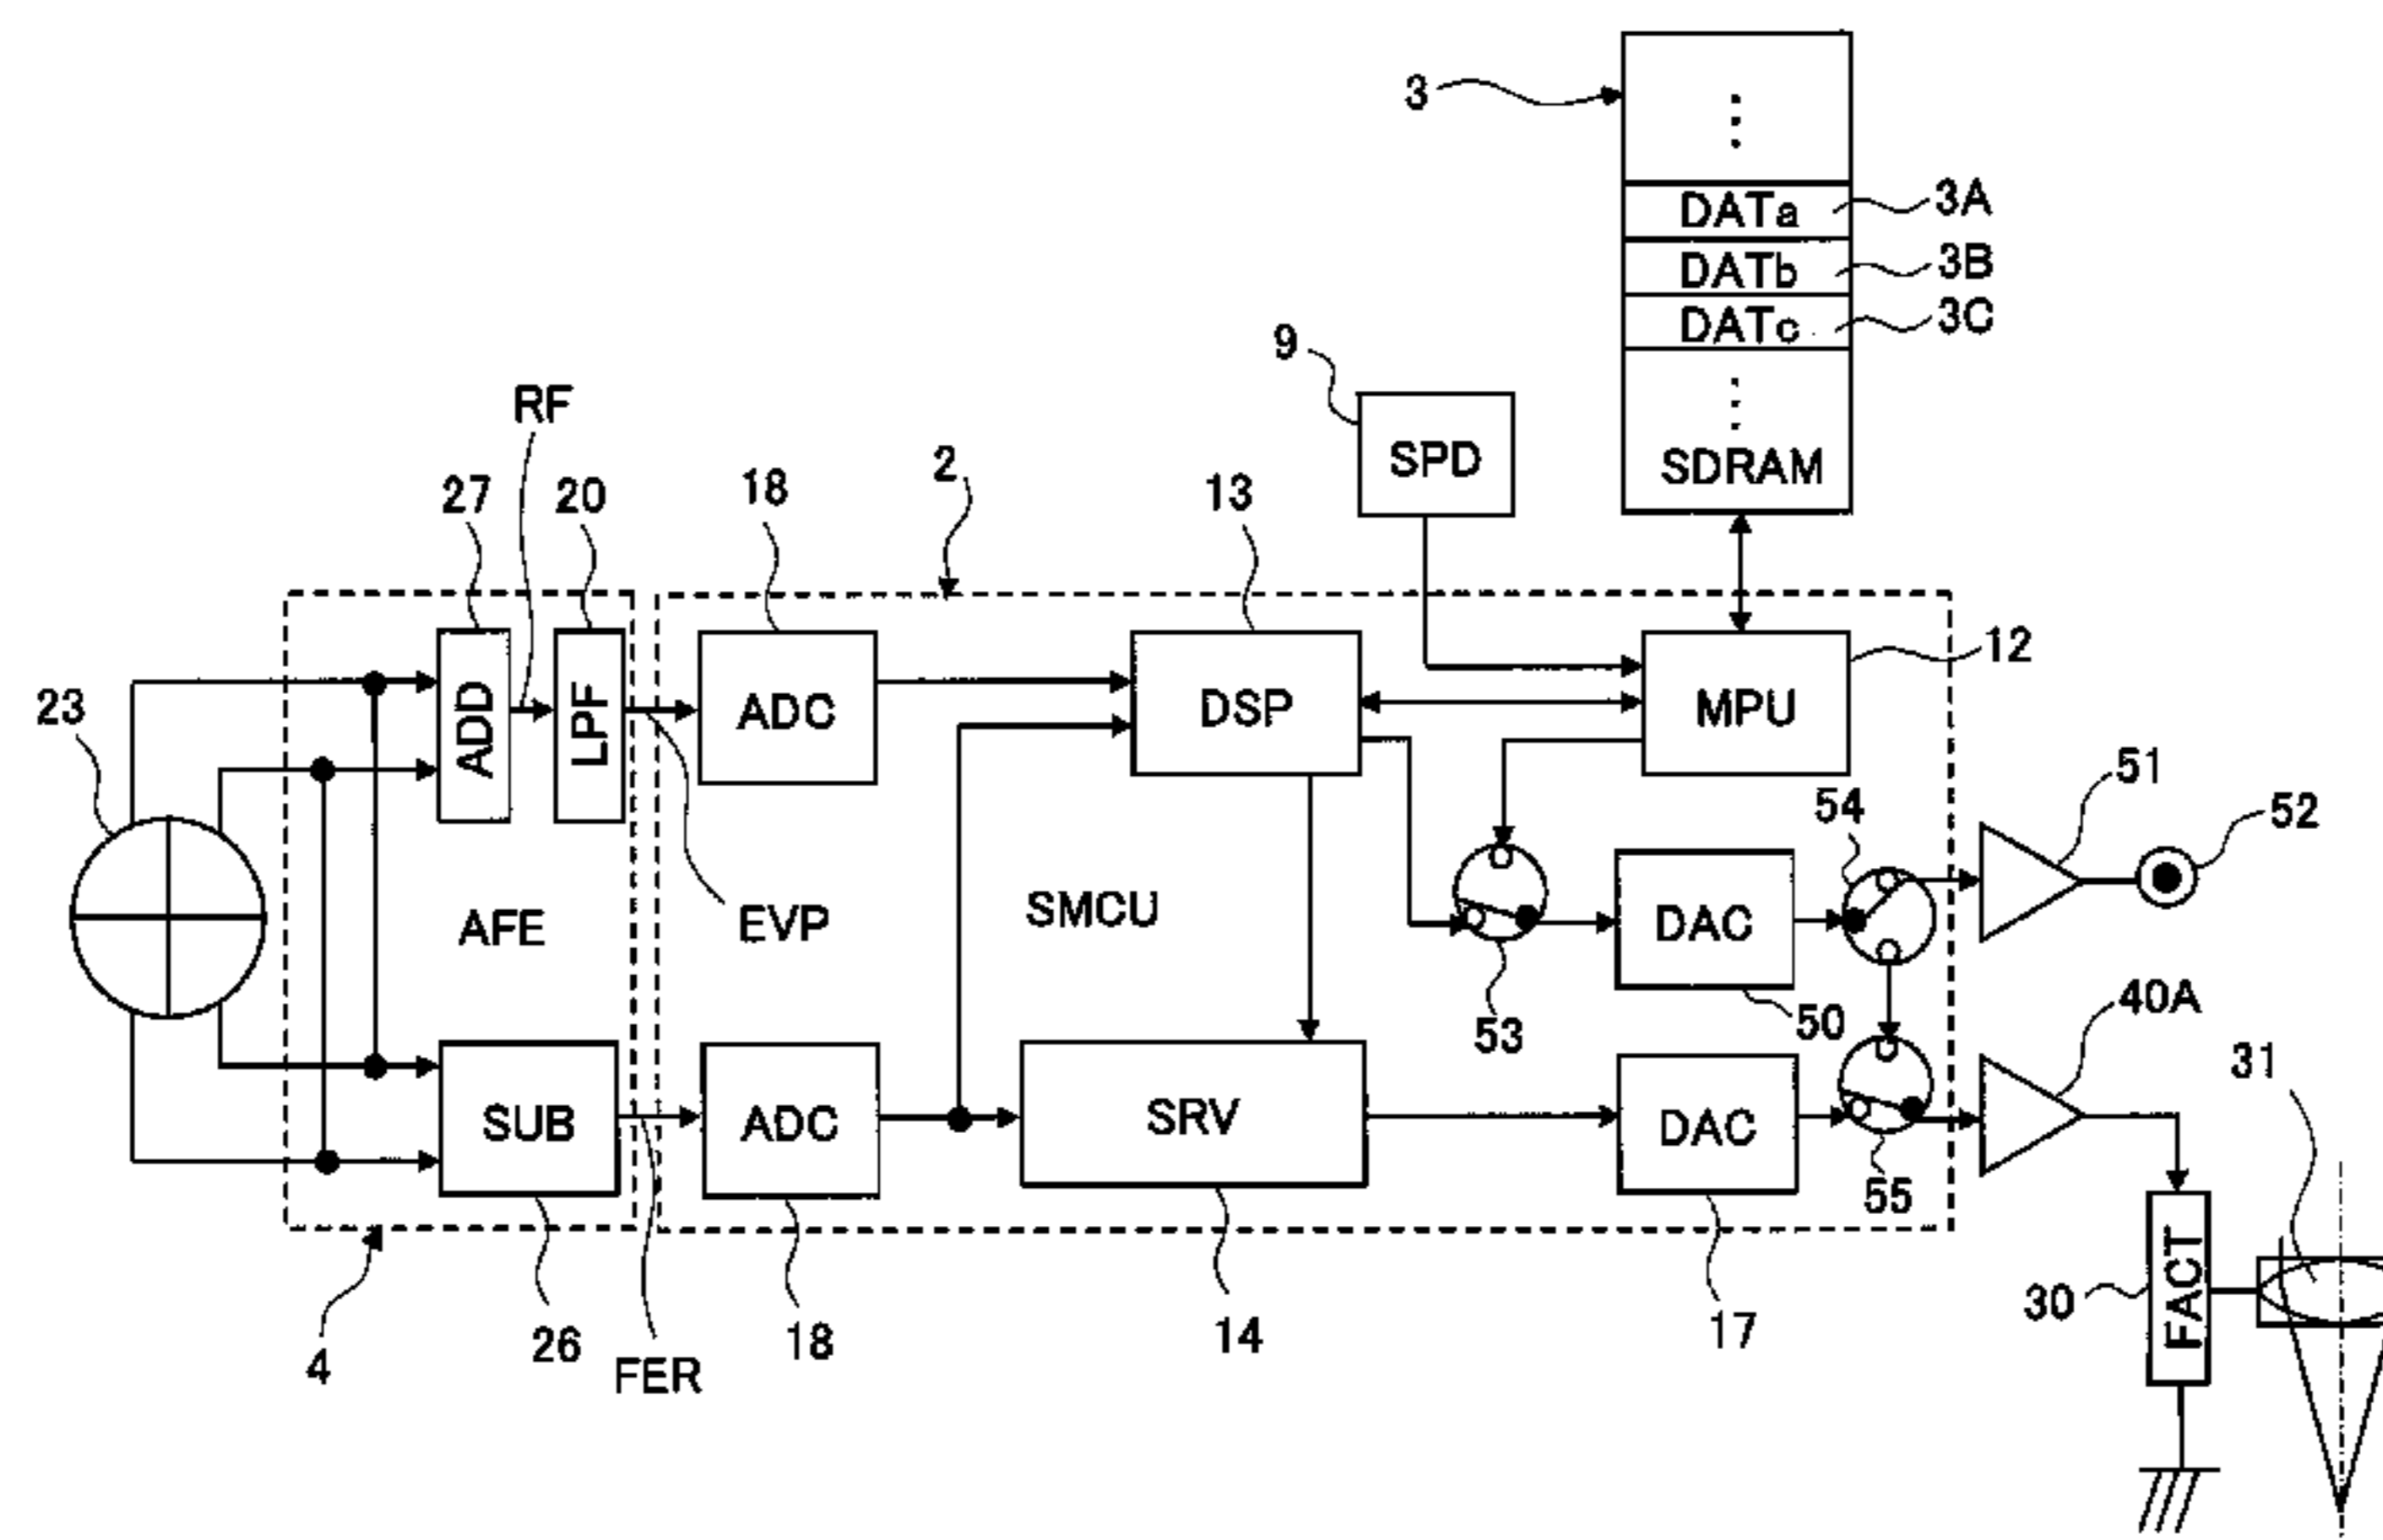 3
DATa
3A
DATb
3B
DATc
3C
9
RF
SPD
SDRAM
2
27
20
18
13
12
23
ADD
LPF
ADC
DSP
MPU
51
54
52
AFE
EVP
SMCU
DAC
40A
53
50
31
SUB
ADC
SRV
DAC
55
FACT
30
4
26
FER
18
14
17